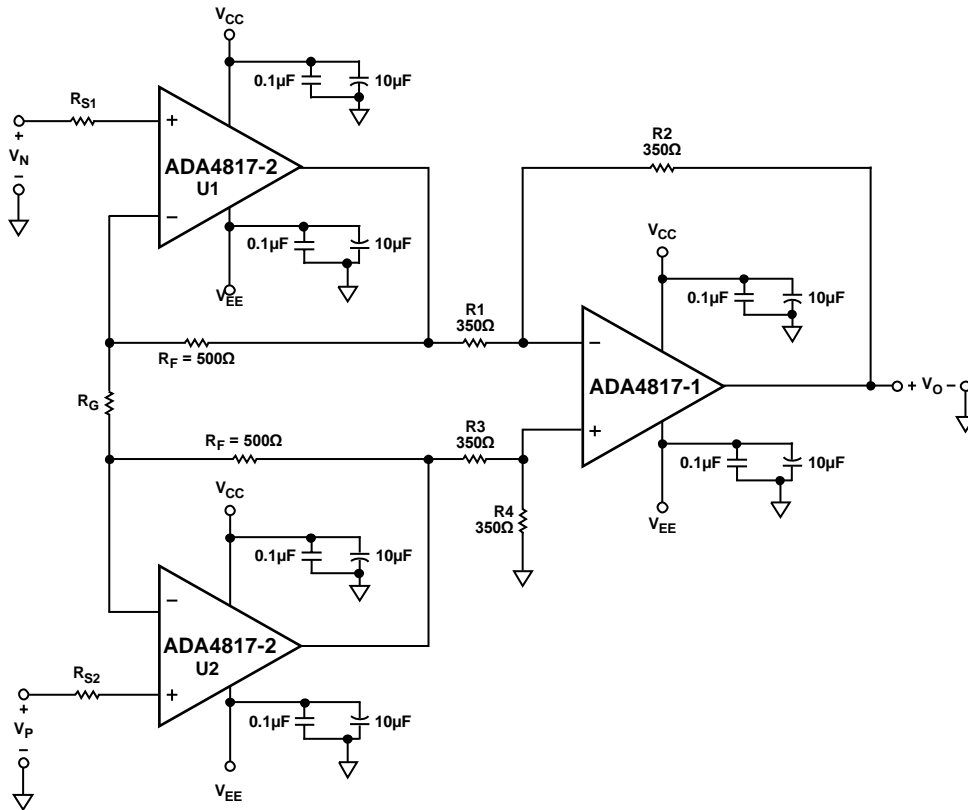 VCC
0.1µF
10µF
RS1
+
VN
−
+
ADA4817-2
U1
−
0.1µF
10µF
VEE
R2
350Ω
VCC
0.1µF
10µF
R1
350Ω
RF = 500Ω
−
ADA4817-1
+
+ VO −
RG
RF = 500Ω
R3
350Ω
0.1µF
10µF
VEE
R4
350Ω
VCC
0.1µF
10µF
−
ADA4817-2
U2
+
RS2
+
VP
−
0.1µF
10µF
VEE